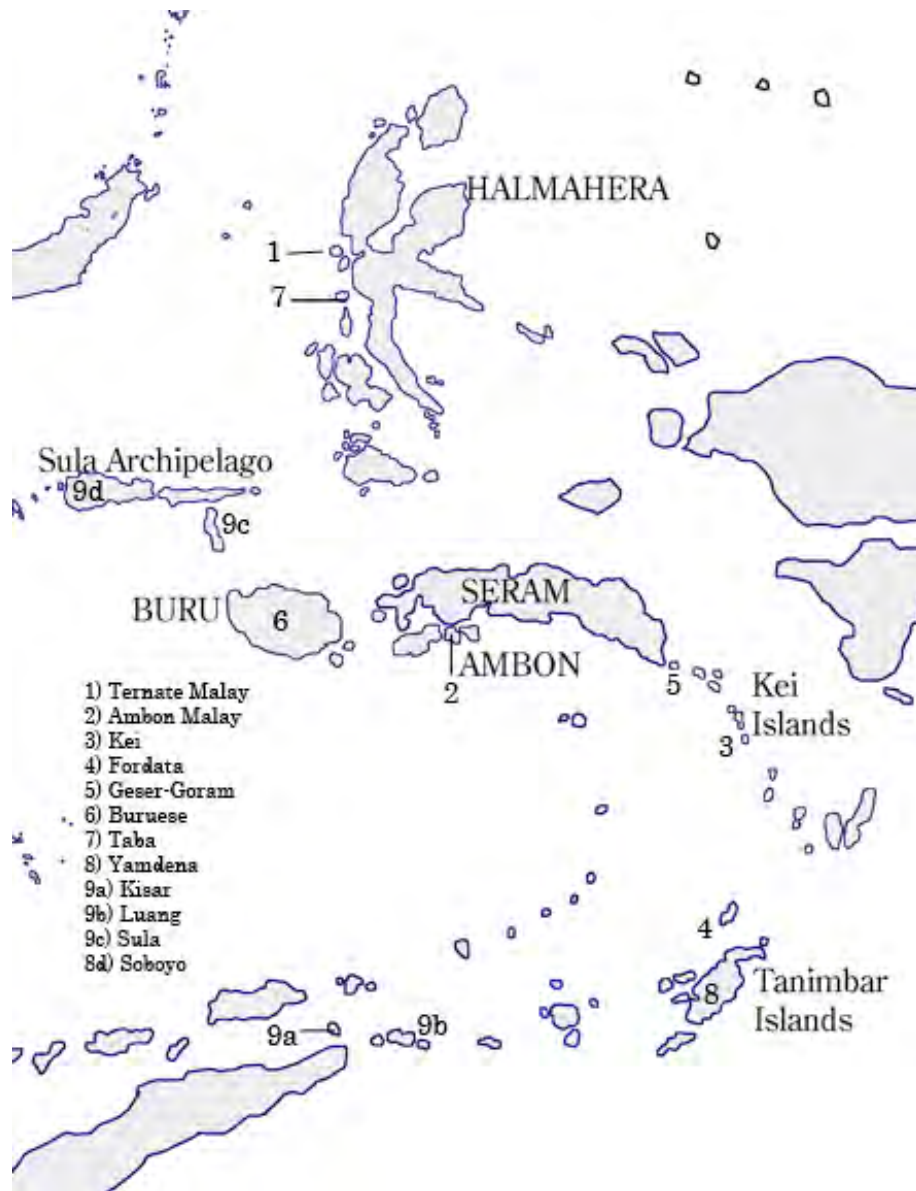 HALMAHERA
1
7
Sula Archipelago
9d
9c
BURU
6
SERAM
AMBON
2
5
Kei
Islands
3
1) Ternate Malay
2) Ambon Malay
3) Kei
4) Fordata
5) Geser-Goram
6) Buruese
7) Taba
8) Yamdena
9a) Kisar
9b) Luang
9c) Sula
8d) Soboyo
4
8
Tanimbar
Islands
9a
9b